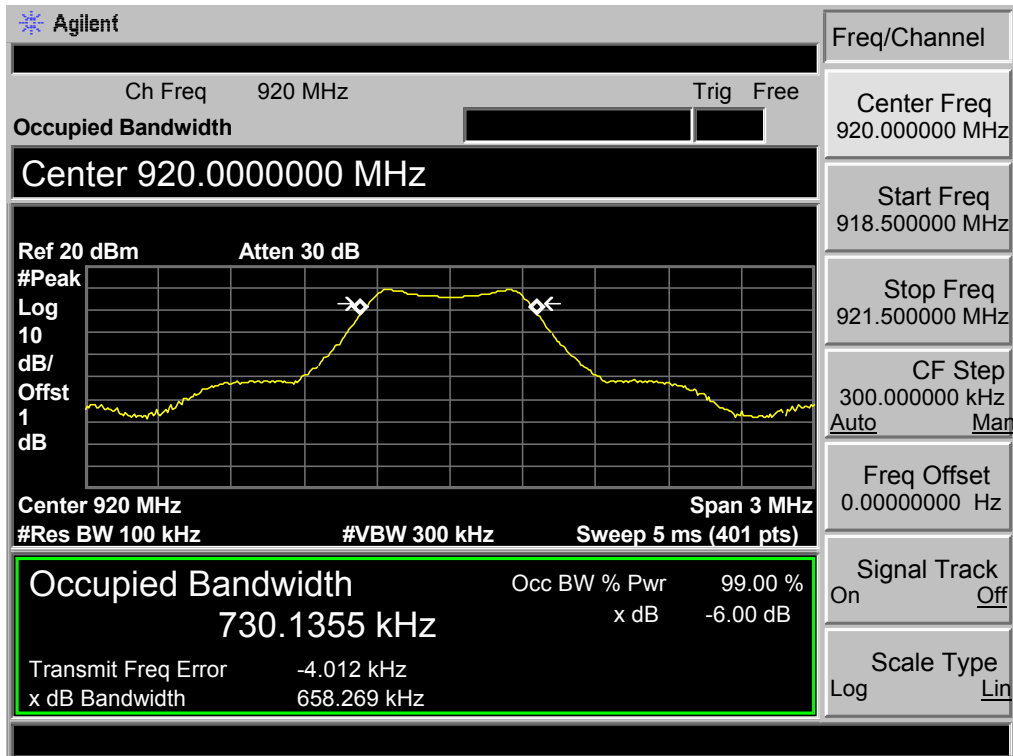 Agilent
Ch Freq 920 MHz Trig Free
Occupied Bandwidth
Center 920.0000000 MHz
Ref 20 dBm Atten 30 dB
#Peak
Log
10
dB/
Offst
1
dB
Center 920 MHz Span 3 MHz
#Res BW 100 kHz #VBW 300 kHz Sweep 5 ms (401 pts)
Occupied Bandwidth Occ BW % Pwr 99.00 %
730.1355 kHz x dB -6.00 dB
Transmit Freq Error -4.012 kHz
x dB Bandwidth 658.269 kHz
Freq/Channel
Center Freq
920.000000 MHz
Start Freq
918.500000 MHz
Stop Freq
921.500000 MHz
CF Step
300.000000 kHz
Auto Man
Freq Offset
0.00000000 Hz
Signal Track
On Off
Scale Type
Log Lin